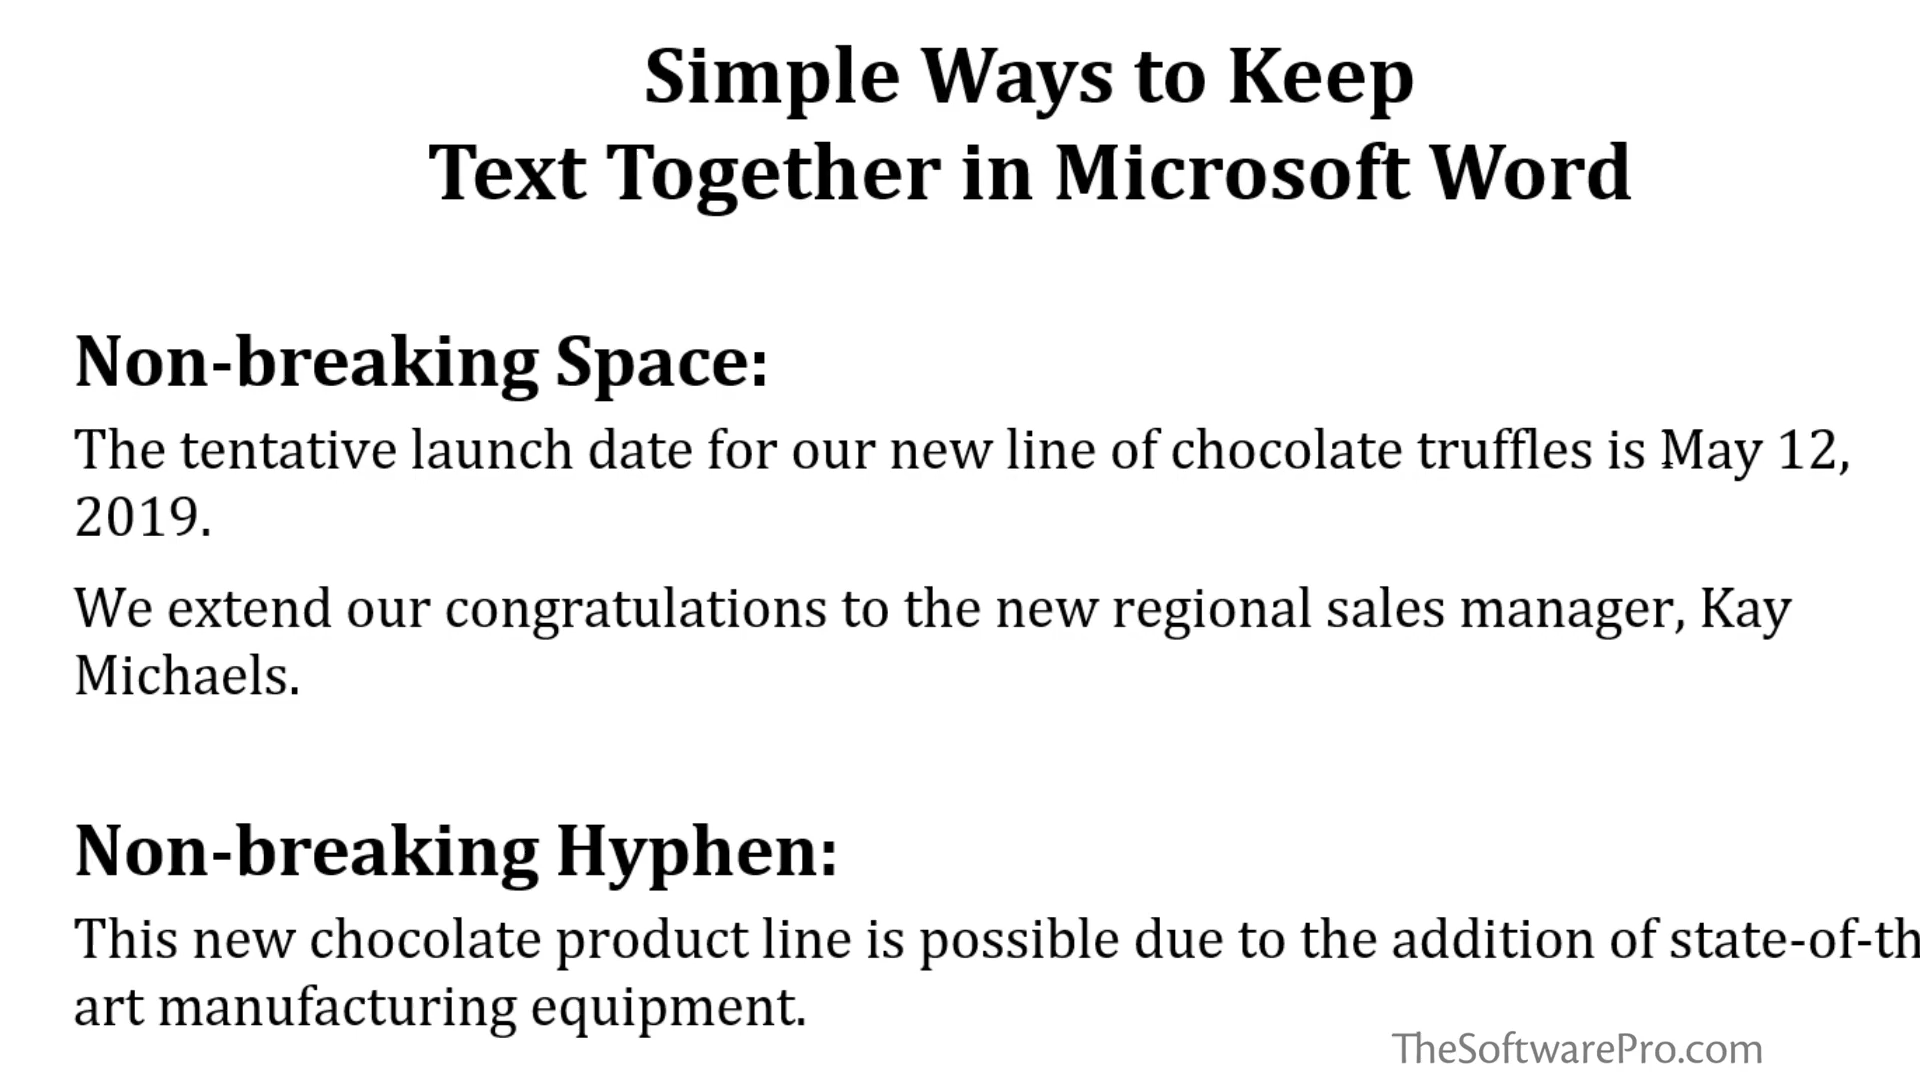 Simple Ways to Keep
Text Together in Microsoft Word
Non-breaking Space:
The tentative launch date for our new line of chocolate truffles is May 12,
2019.
We extend our congratulations to the new regional sales manager, Kay
Michaels.
Non-breaking Hyphen:
This new chocolate product line is possible due to the addition of state-of-th
art manufacturing equipment.
TheSoftwarePro.com